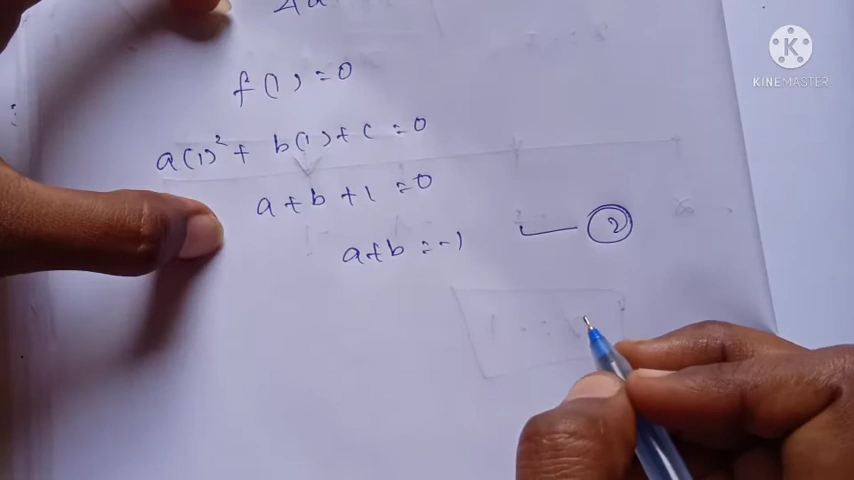 f(1) = 0
K
KINEMASTER
a(1)² + b(1) + c = 0
a + b + 1 = 0
a + b = -1
2